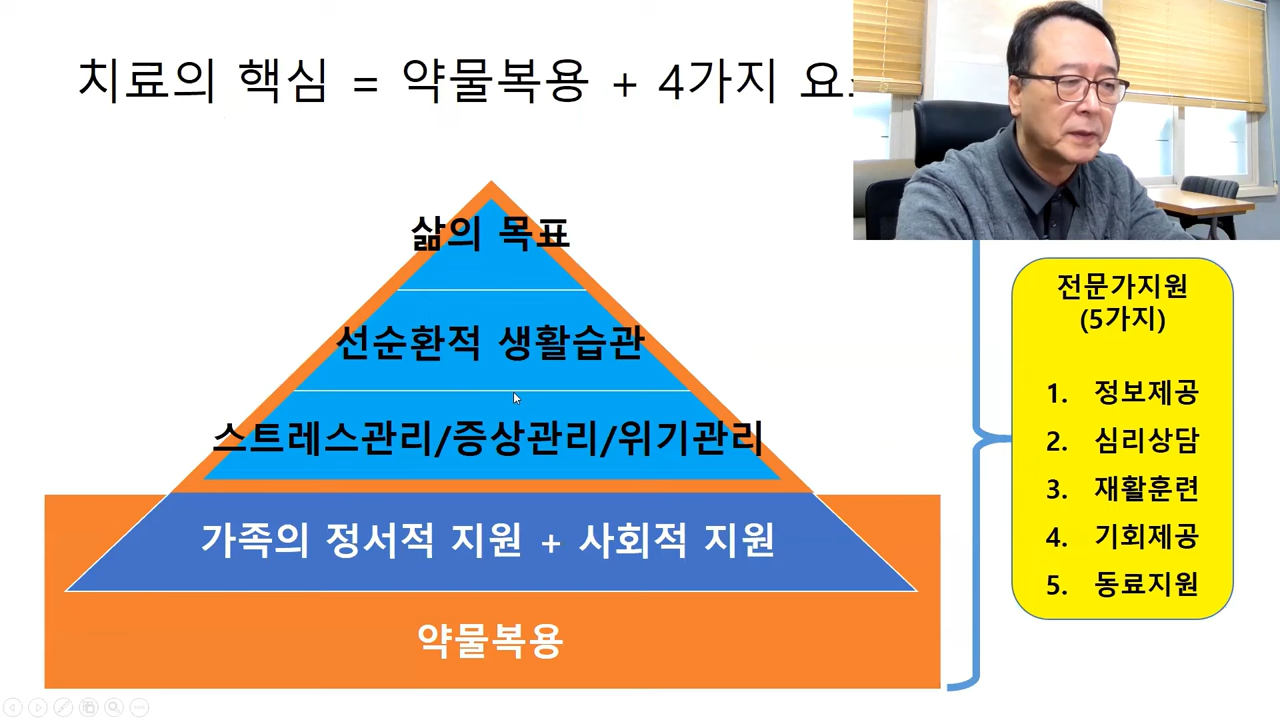 치료의 핵심 = 약물복용 + 4가지
삶의 목표
선순환적 생활습관
스트레스관리/증상관리/위기관리
가족의 정서적 지원 + 사회적 지원
약물복용
전문가지원
(5가지)
1. 정보제공
2. 심리상담
3. 재활훈련
4. 기회제공
5. 동료지원